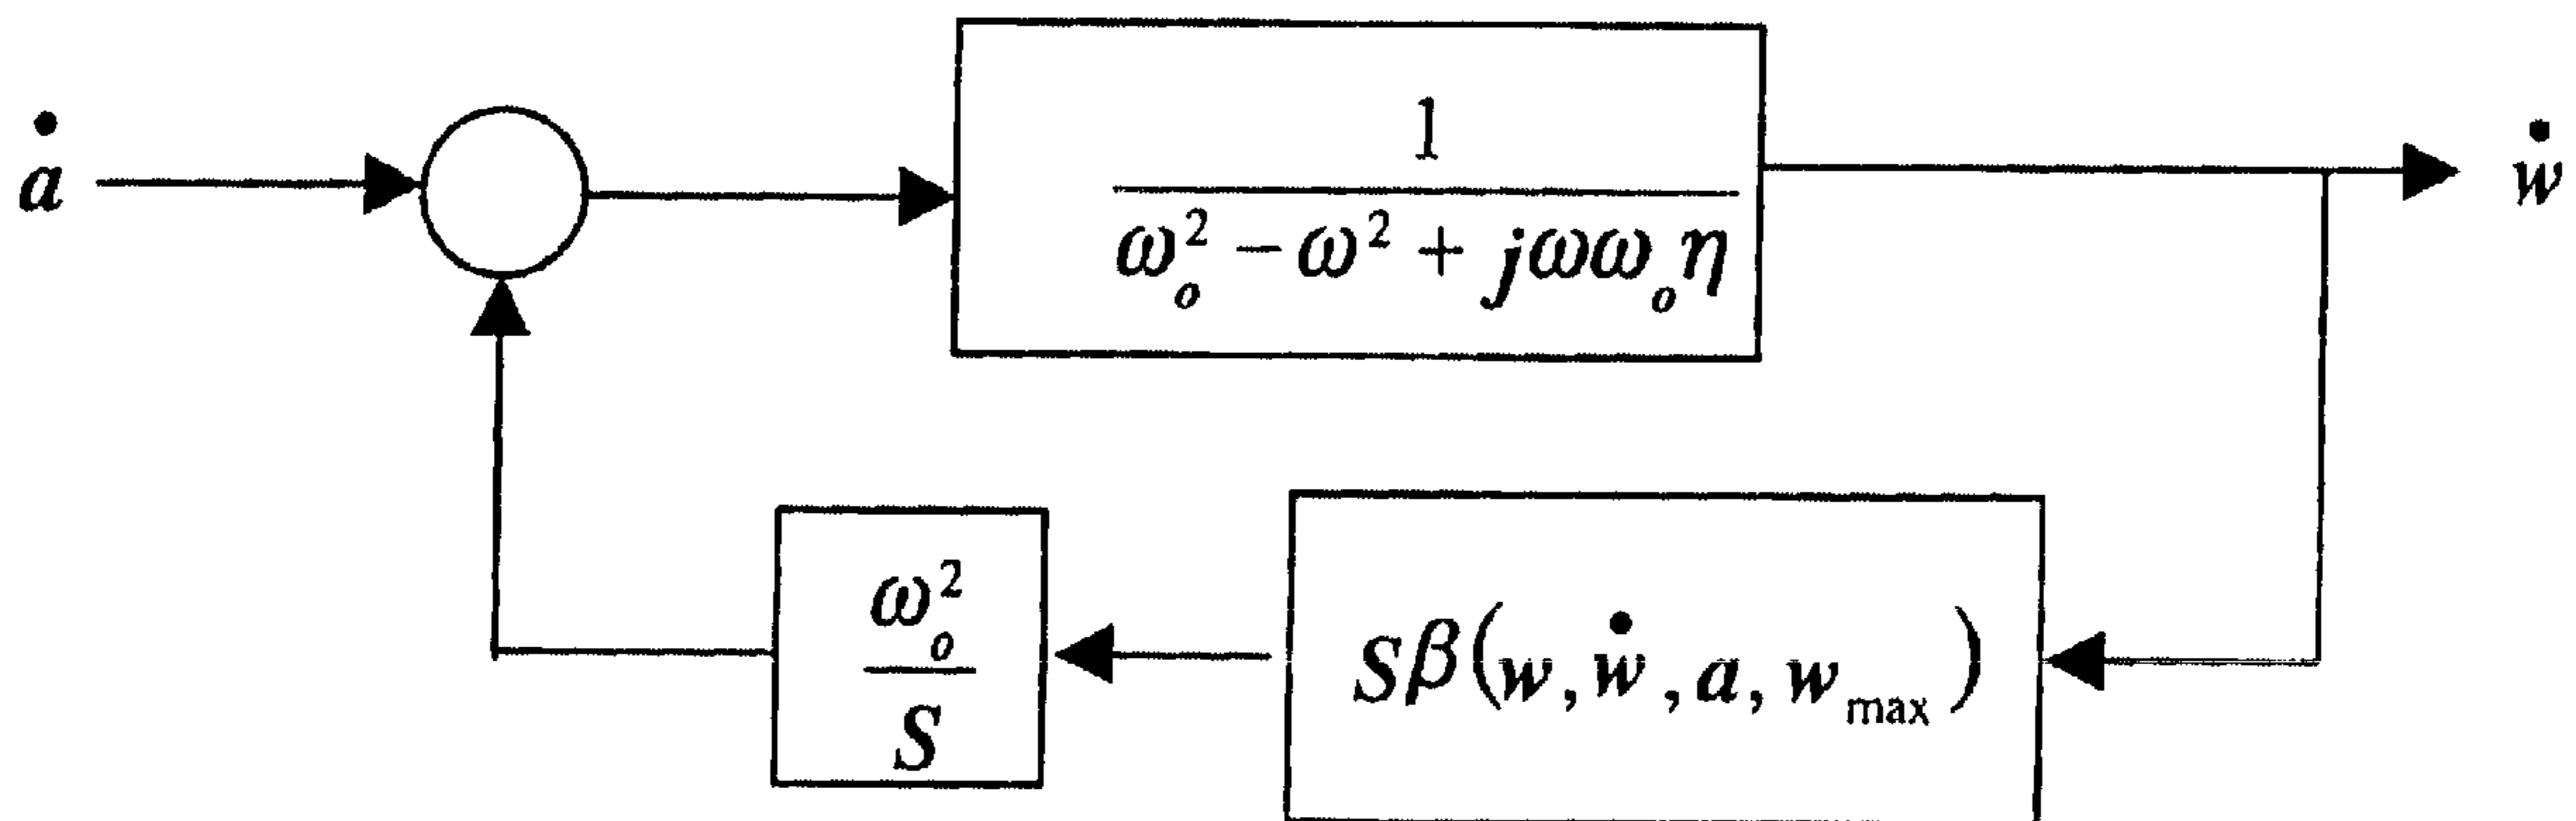 ȧ
1
ω_o² − ω² + jωω_oη
ẇ
ω_o²
S
Sβ(w, ẇ, a, w_max)